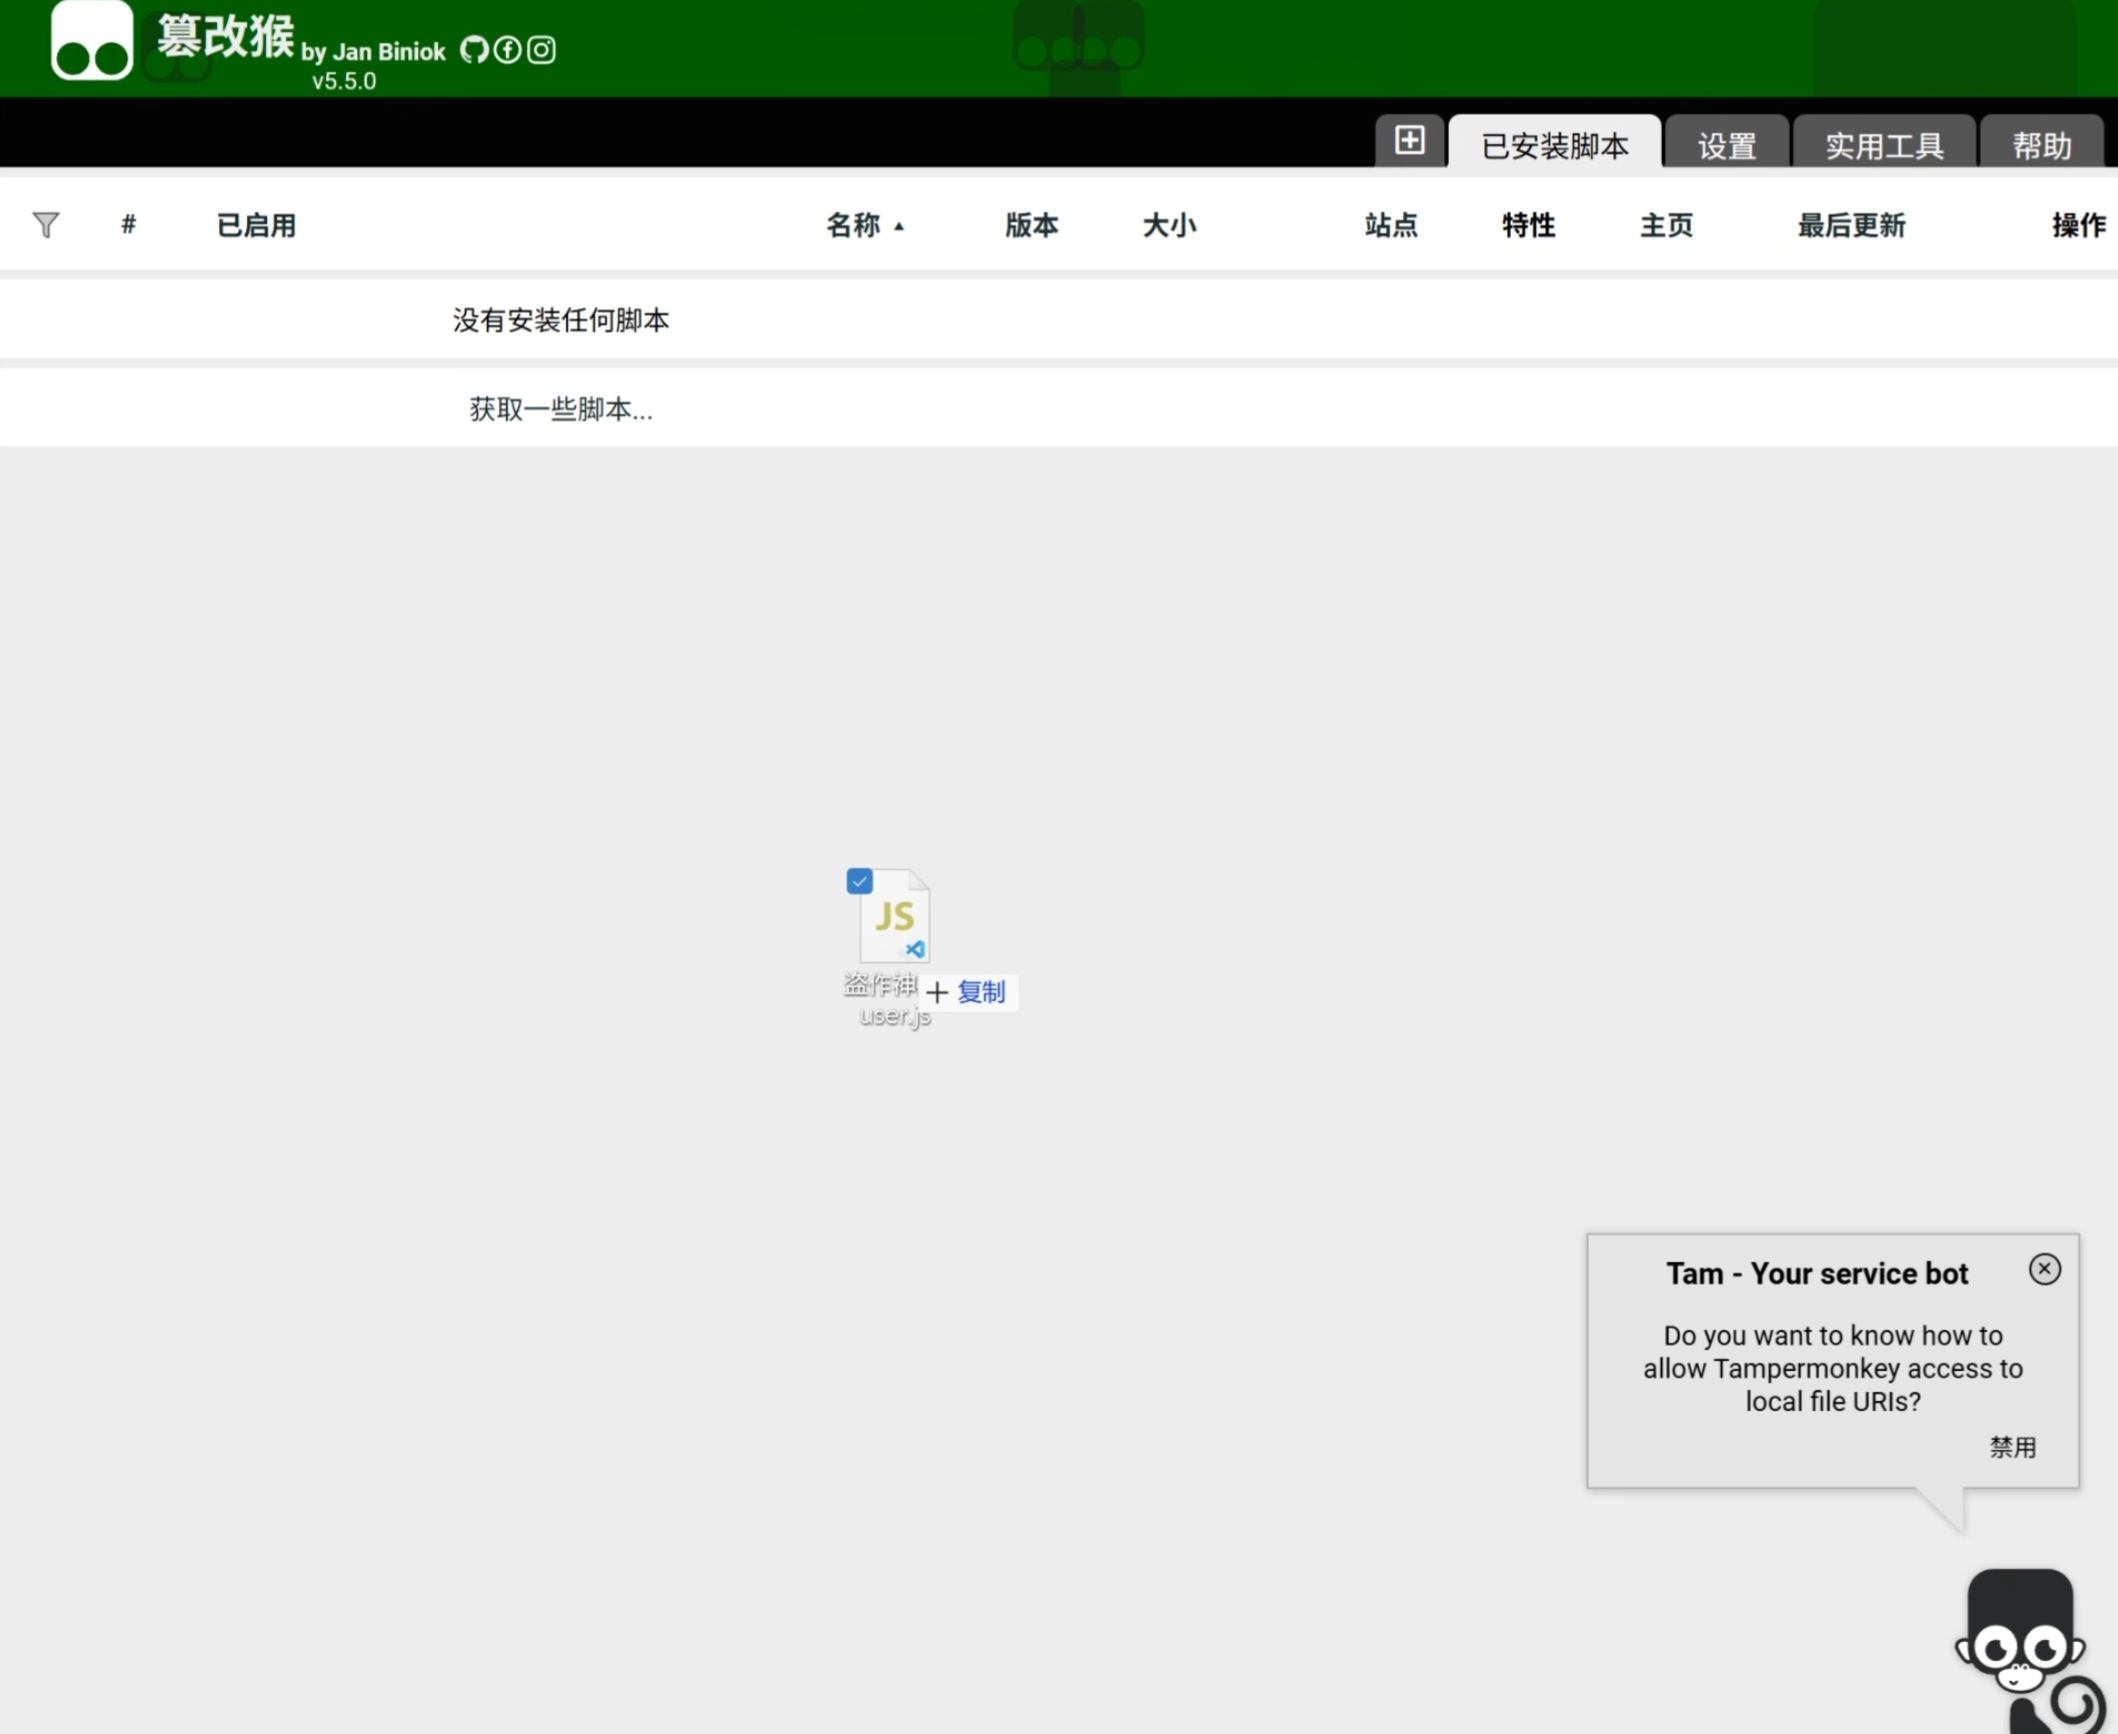 篡改猴 by Jan Biniok
v5.5.0
已安装脚本 设置 实用工具 帮助
# 已启用 名称 ▲ 版本 大小 站点 特性 主页 最后更新 操作
没有安装任何脚本
获取一些脚本...
JS
盗作神
+ 复制
user.js
Tam - Your service bot
Do you want to know how to
allow Tampermonkey access to
local file URIs?
禁用